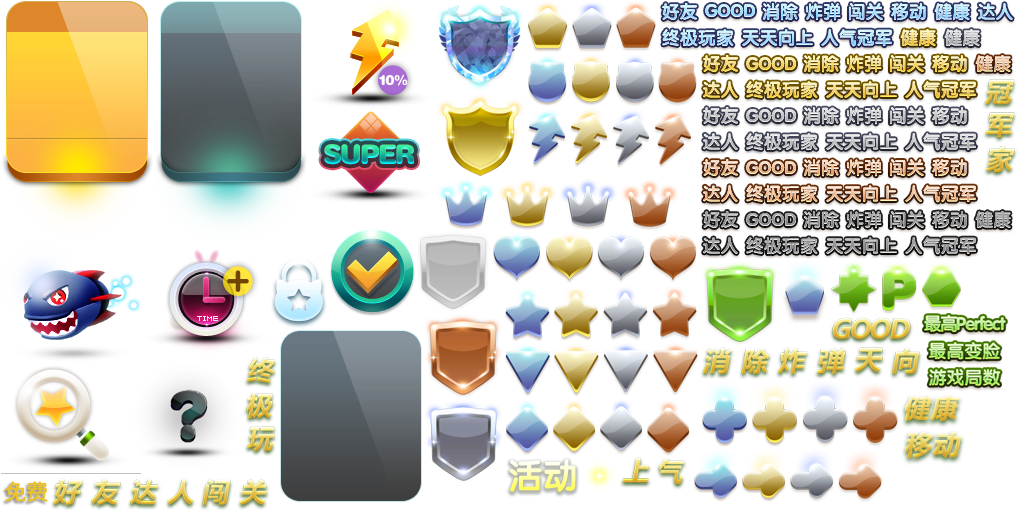 好友 GOOD 消除 炸弹 闯关 移动 健康 达人
终极玩家 天天向上 人气冠军 健康 健康
好友 GOOD 消除 炸弹 闯关 移动 健康
达人 终极玩家 天天向上 人气冠军
冠
军
家
好友 GOOD 消除 炸弹 闯关 移动
达人 终极玩家 天天向上 人气冠军
好友 GOOD 消除 炸弹 闯关 移动
达人 终极玩家 天天向上 人气冠军
好友 GOOD 消除 炸弹 闯关 移动 健康
达人 终极玩家 天天向上 人气冠军
10%
SUPER
TIME
P
GOOD
最高Perfect
最高变脸
游戏局数
消除炸弹天向
终
极
玩
健康
移动
活动
上气
免费
好友达人闯关